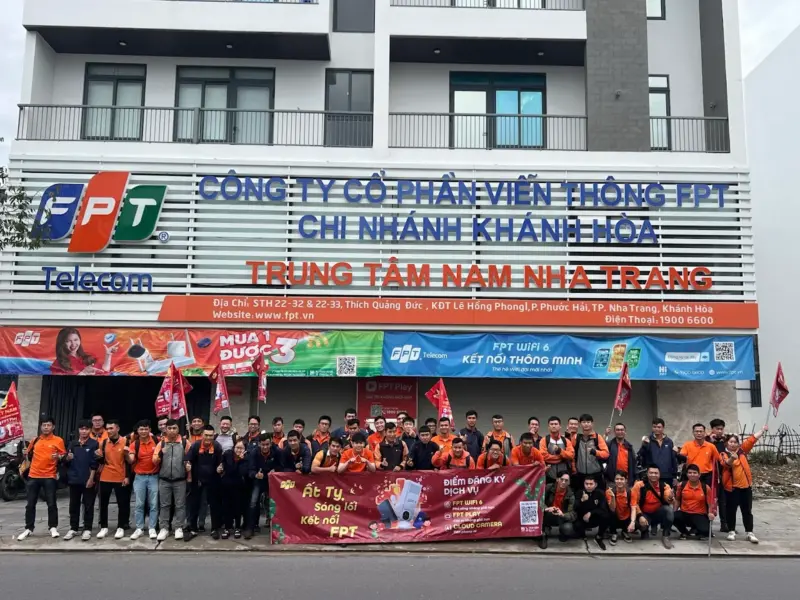 FPT
®
Telecom
CÔNG TY CỔ PHẦN VIỄN THÔNG FPT
CHI NHÁNH KHÁNH HÒA
TRUNG TÂM NAM NHA TRANG
Địa Chỉ: STH 22-32 & 22-33, Thích Quảng Đức , KĐT Lê Hồng PhongI, P. Phước Hải, TP. Nha Trang, Khánh Hòa
Website:www.fpt.vn
Điện Thoại: 1900 6600
FPT
MUA 1
ĐƯỢC 3
FPT Telecom
FPT WiFi 6
KẾT NỐI THÔNG MINH
Hi
FPT Play
FPT
Ất Tỵ
Sáng lối
Kết nối
FPT
ĐIỂM ĐĂNG KÝ
DỊCH VỤ
FPT WIFI 6
FPT PLAY
CLOUD CAMERA